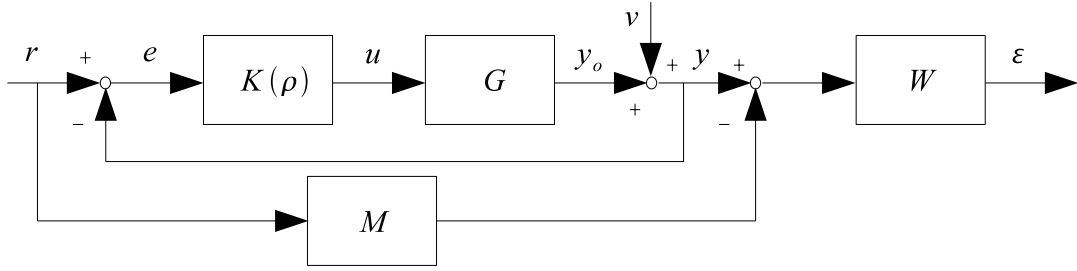 v
r + e K(ρ) u G y_o + y + W ε
− + −
M